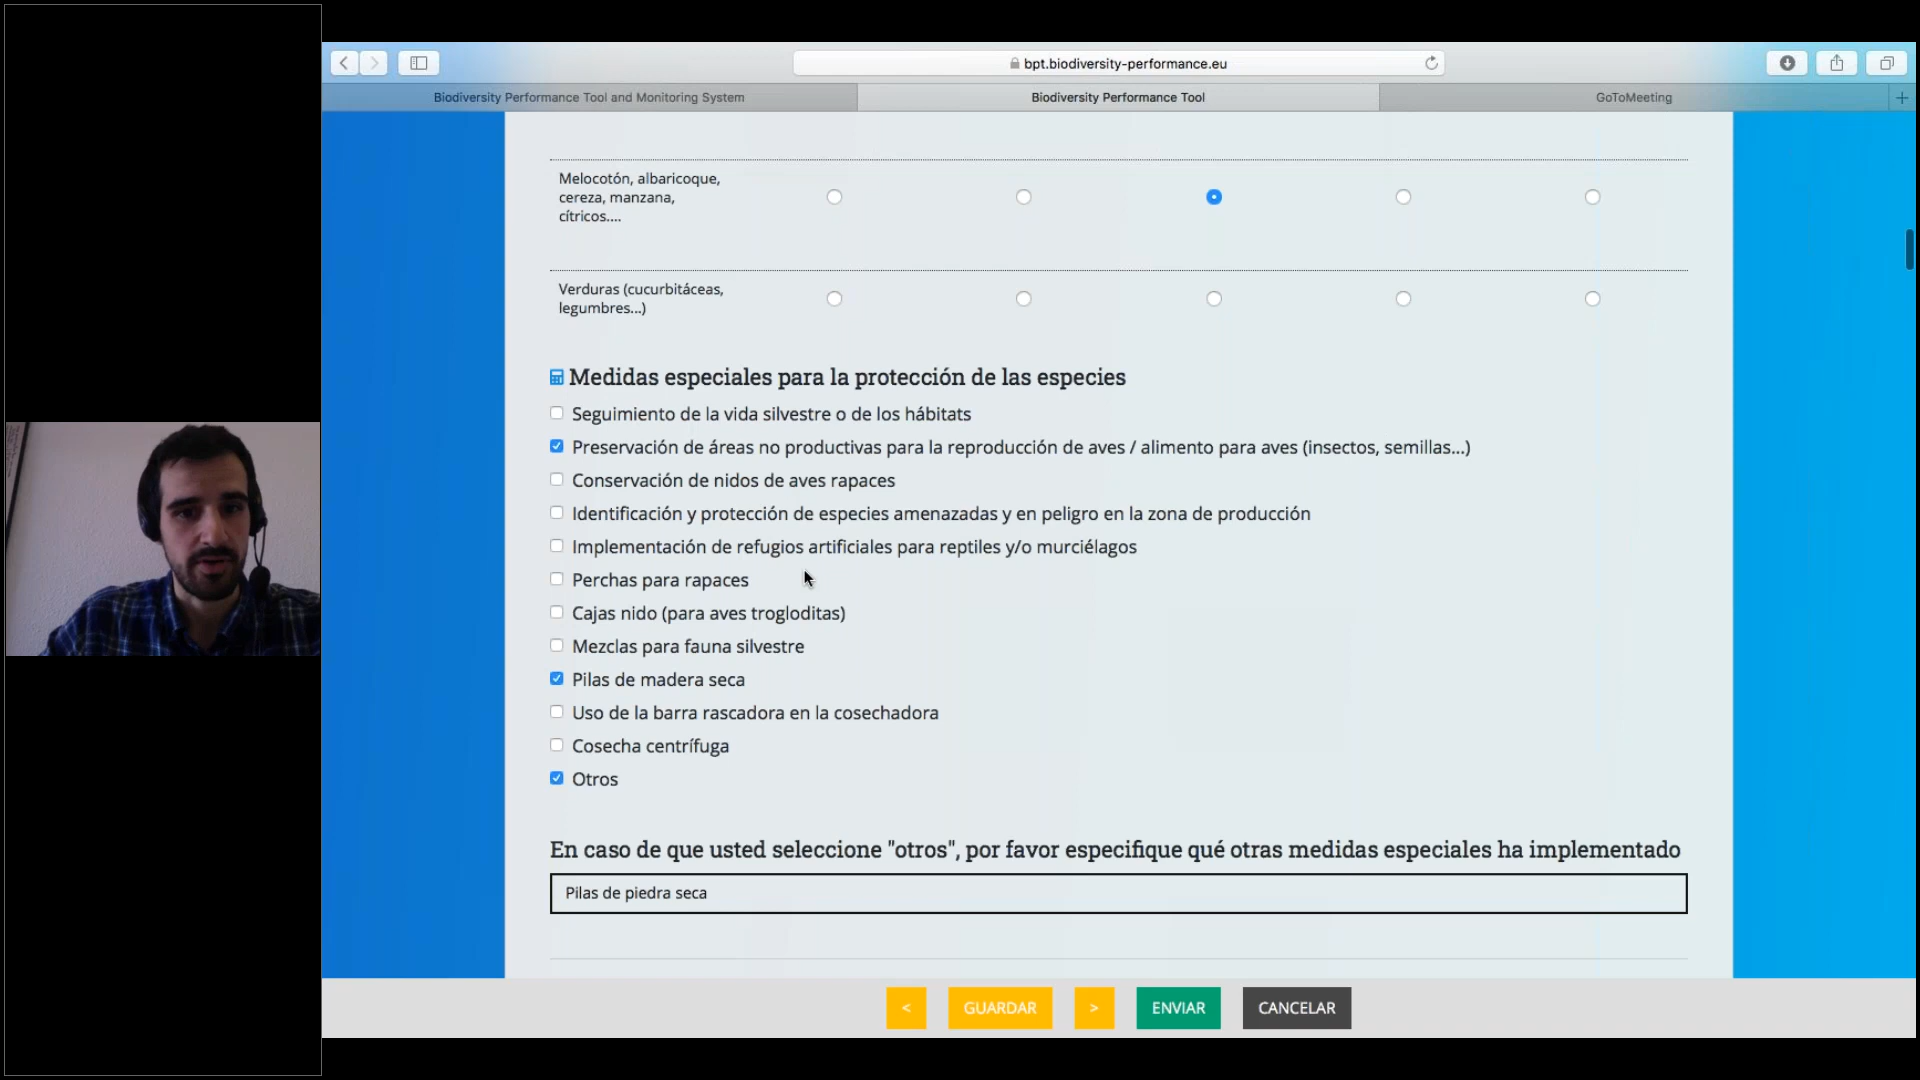 bpt.biodiversity-performance.eu
Biodiversity Performance Tool and Monitoring System
Biodiversity Performance Tool
GoToMeeting
Melocotón, albaricoque,
cereza, manzana,
cítricos....
Verduras (cucurbitáceas,
legumbres...)
Medidas especiales para la protección de las especies
Seguimiento de la vida silvestre o de los hábitats
Preservación de áreas no productivas para la reproducción de aves / alimento para aves (insectos, semillas...)
Conservación de nidos de aves rapaces
Identificación y protección de especies amenazadas y en peligro en la zona de producción
Implementación de refugios artificiales para reptiles y/o murciélagos
Perchas para rapaces
Cajas nido (para aves trogloditas)
Mezclas para fauna silvestre
Pilas de madera seca
Uso de la barra rascadora en la cosechadora
Cosecha centrífuga
Otros
En caso de que usted seleccione "otros", por favor especifique qué otras medidas especiales ha implementado
Pilas de piedra seca
< GUARDAR > ENVIAR CANCELAR